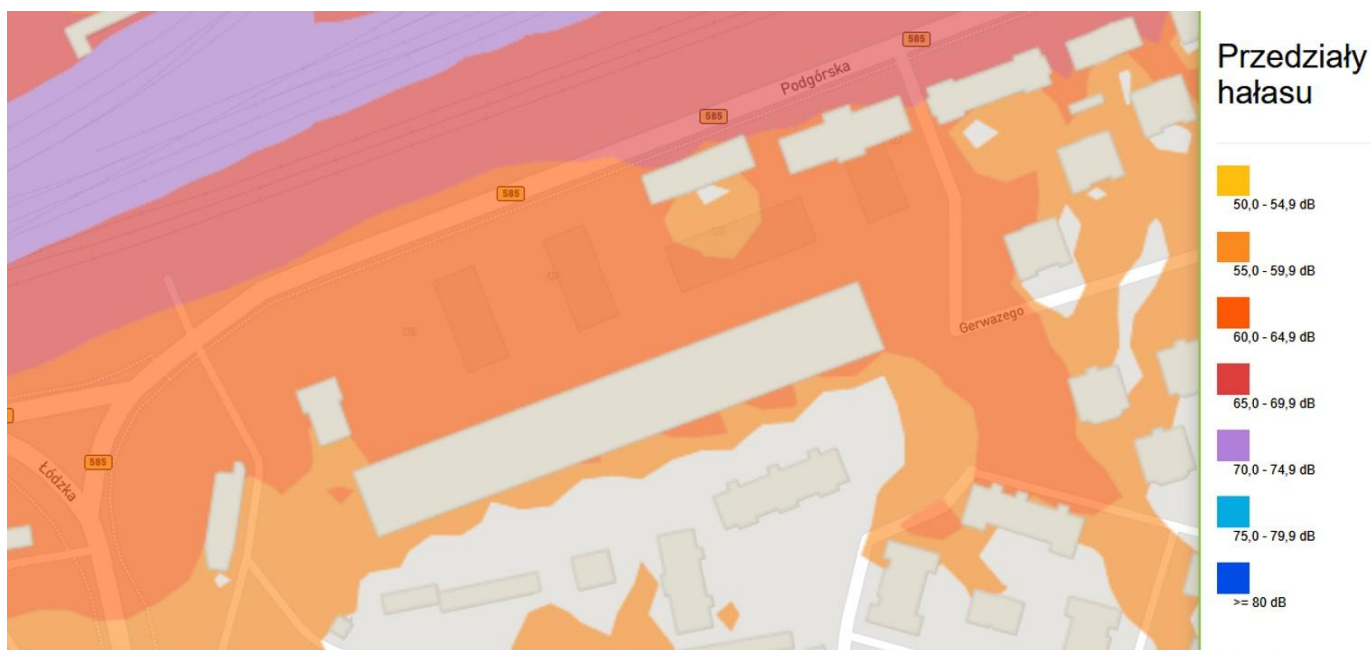 585
Podgórska
585
585
Gerwazego
Łódzka
585
Przedziały
hałasu
50,0 - 54,9 dB
55,0 - 59,9 dB
60,0 - 64,9 dB
65,0 - 69,9 dB
70,0 - 74,9 dB
75,0 - 79,9 dB
>= 80 dB